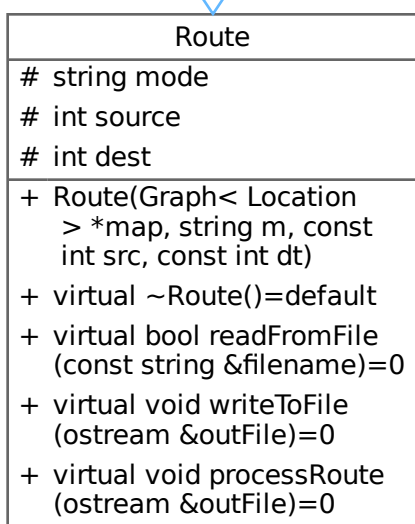 Route
# string mode
# int source
# int dest
+ Route(Graph< Location
> *map, string m, const
int src, const int dt)
+ virtual ~Route()=default
+ virtual bool readFromFile
(const string &filename)=0
+ virtual void writeToFile
(ostream &outFile)=0
+ virtual void processRoute
(ostream &outFile)=0